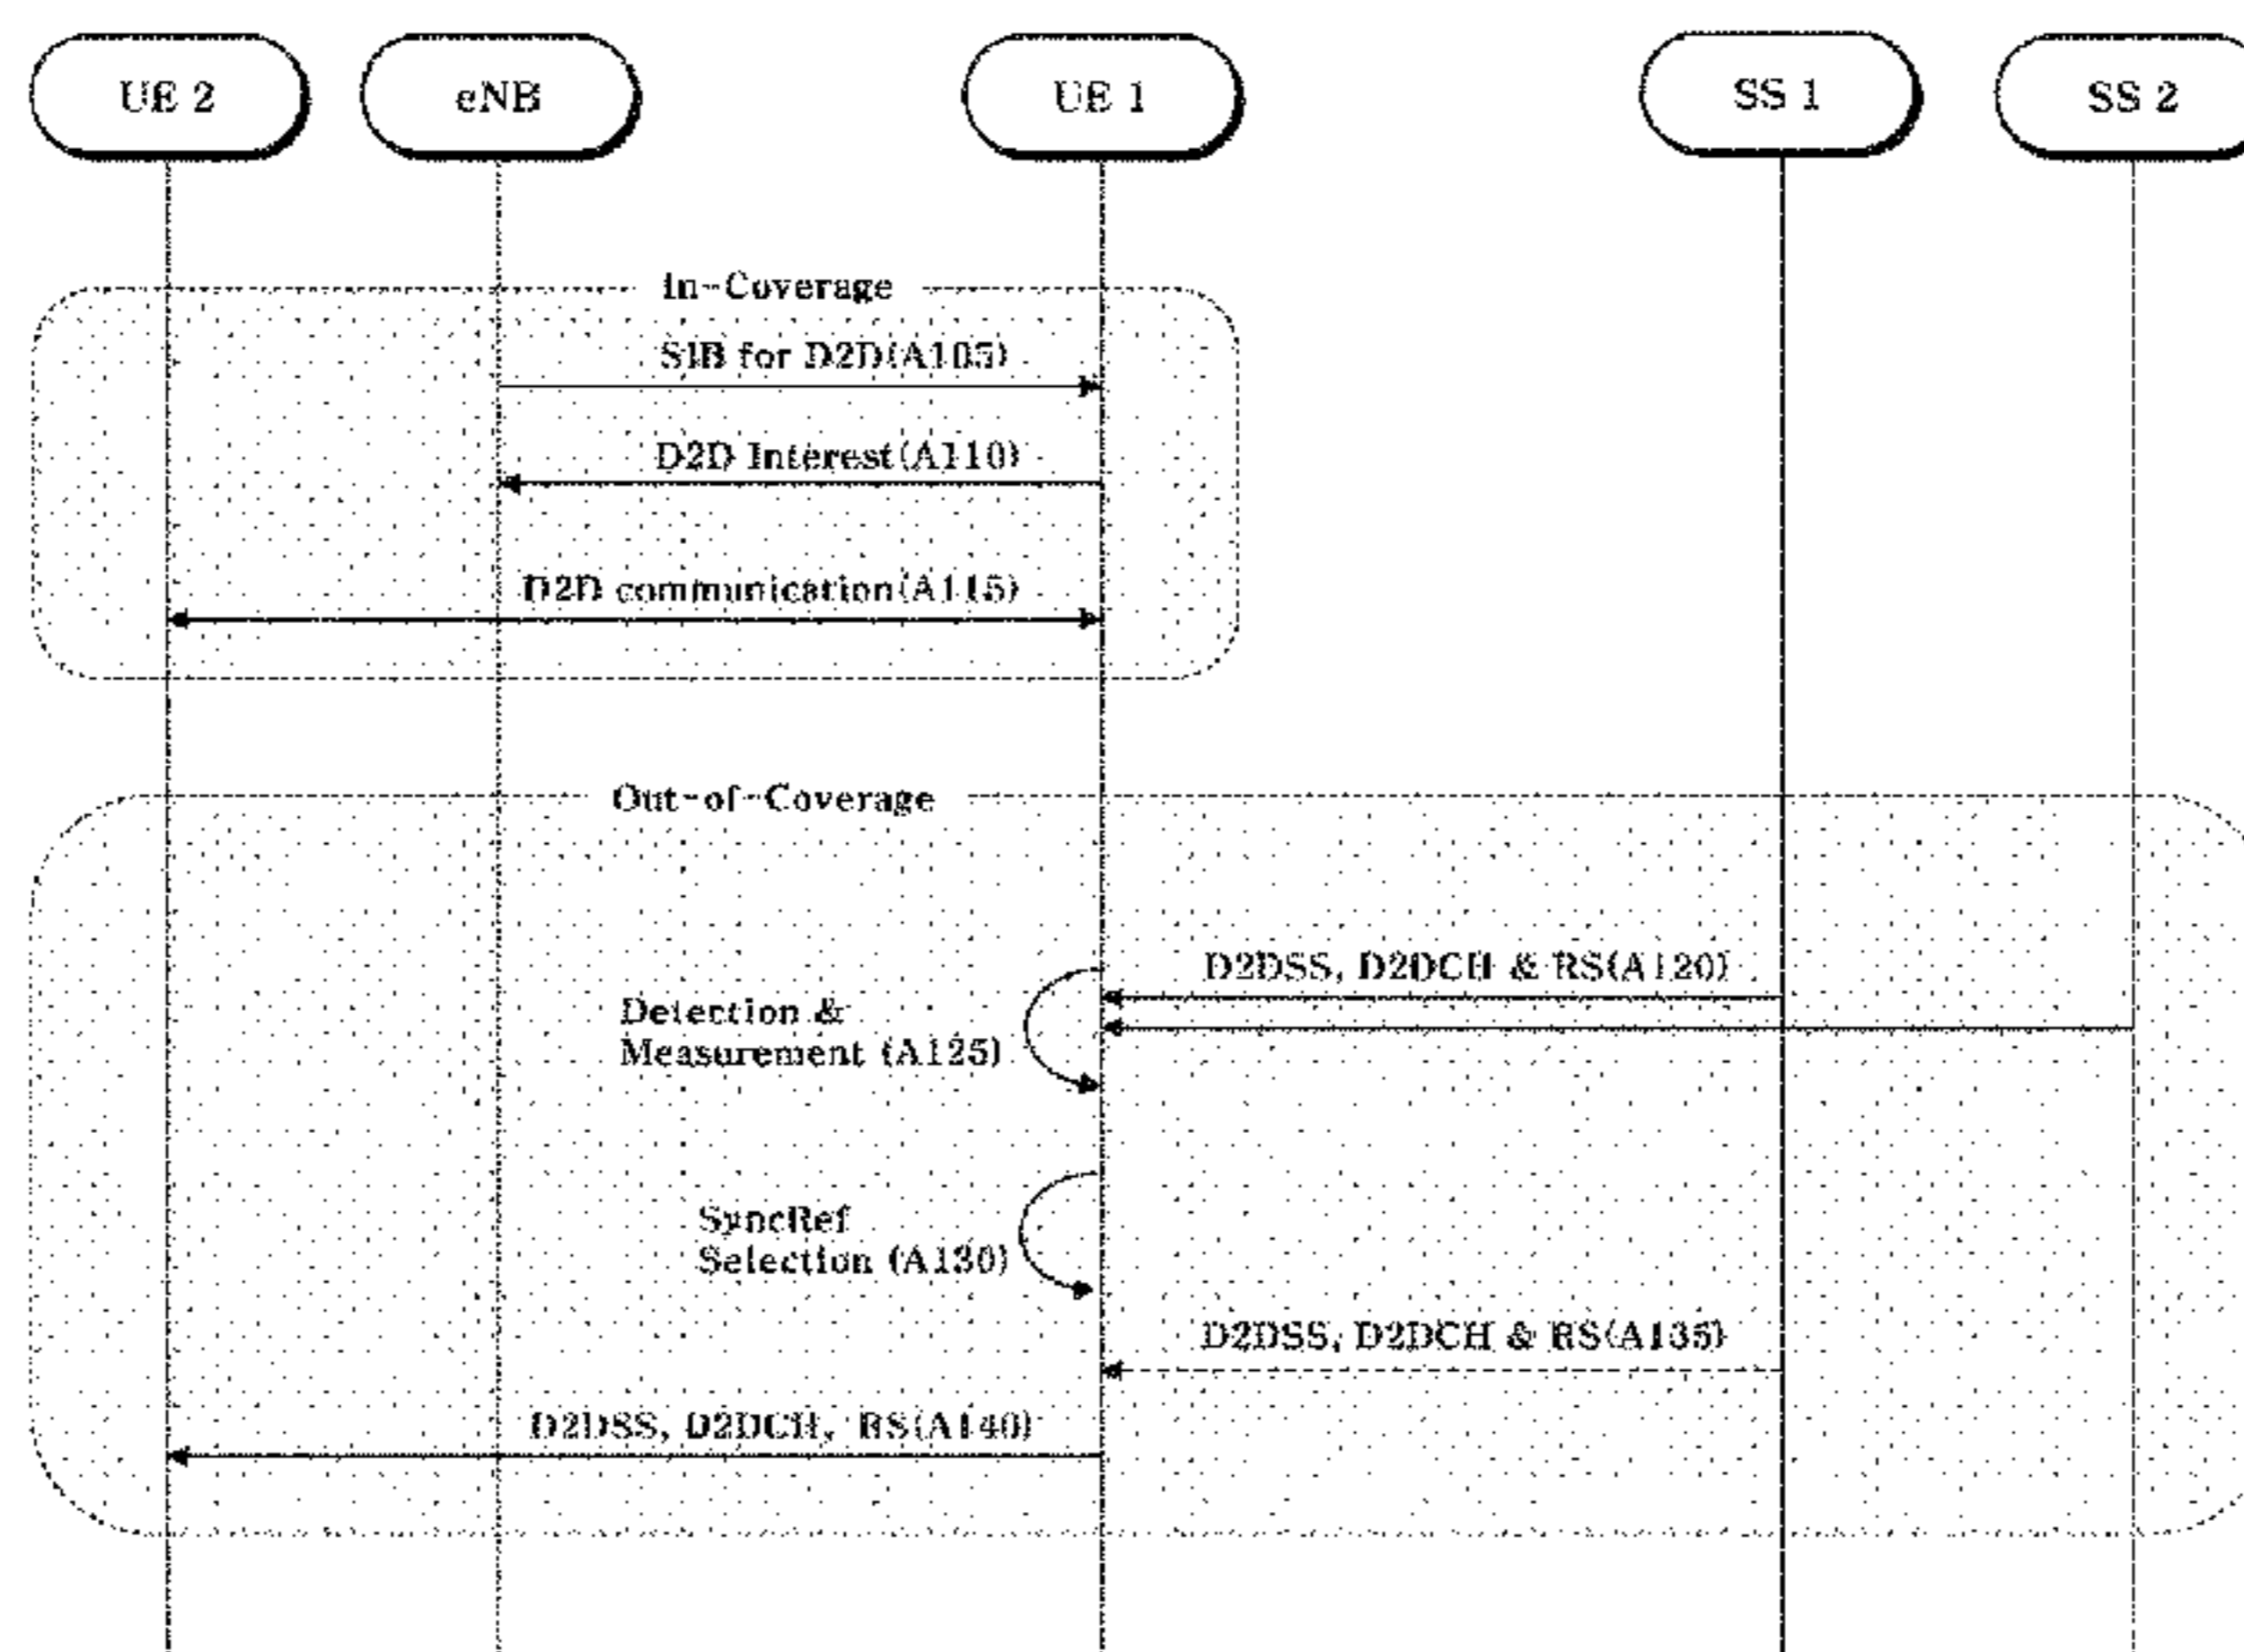 UE 2
eNB
UE 1
SS 1
SS 2
In-Coverage
SIB for D2D(A105)
D2D Interest(A110)
D2D communication(A115)
Out-of-Coverage
D2DSS, D2DCH & RS(A120)
Detection &
Measurement (A125)
SyncRef
Selection (A130)
D2DSS, D2DCH & RS(A135)
D2DSS, D2DCH, RS(A140)